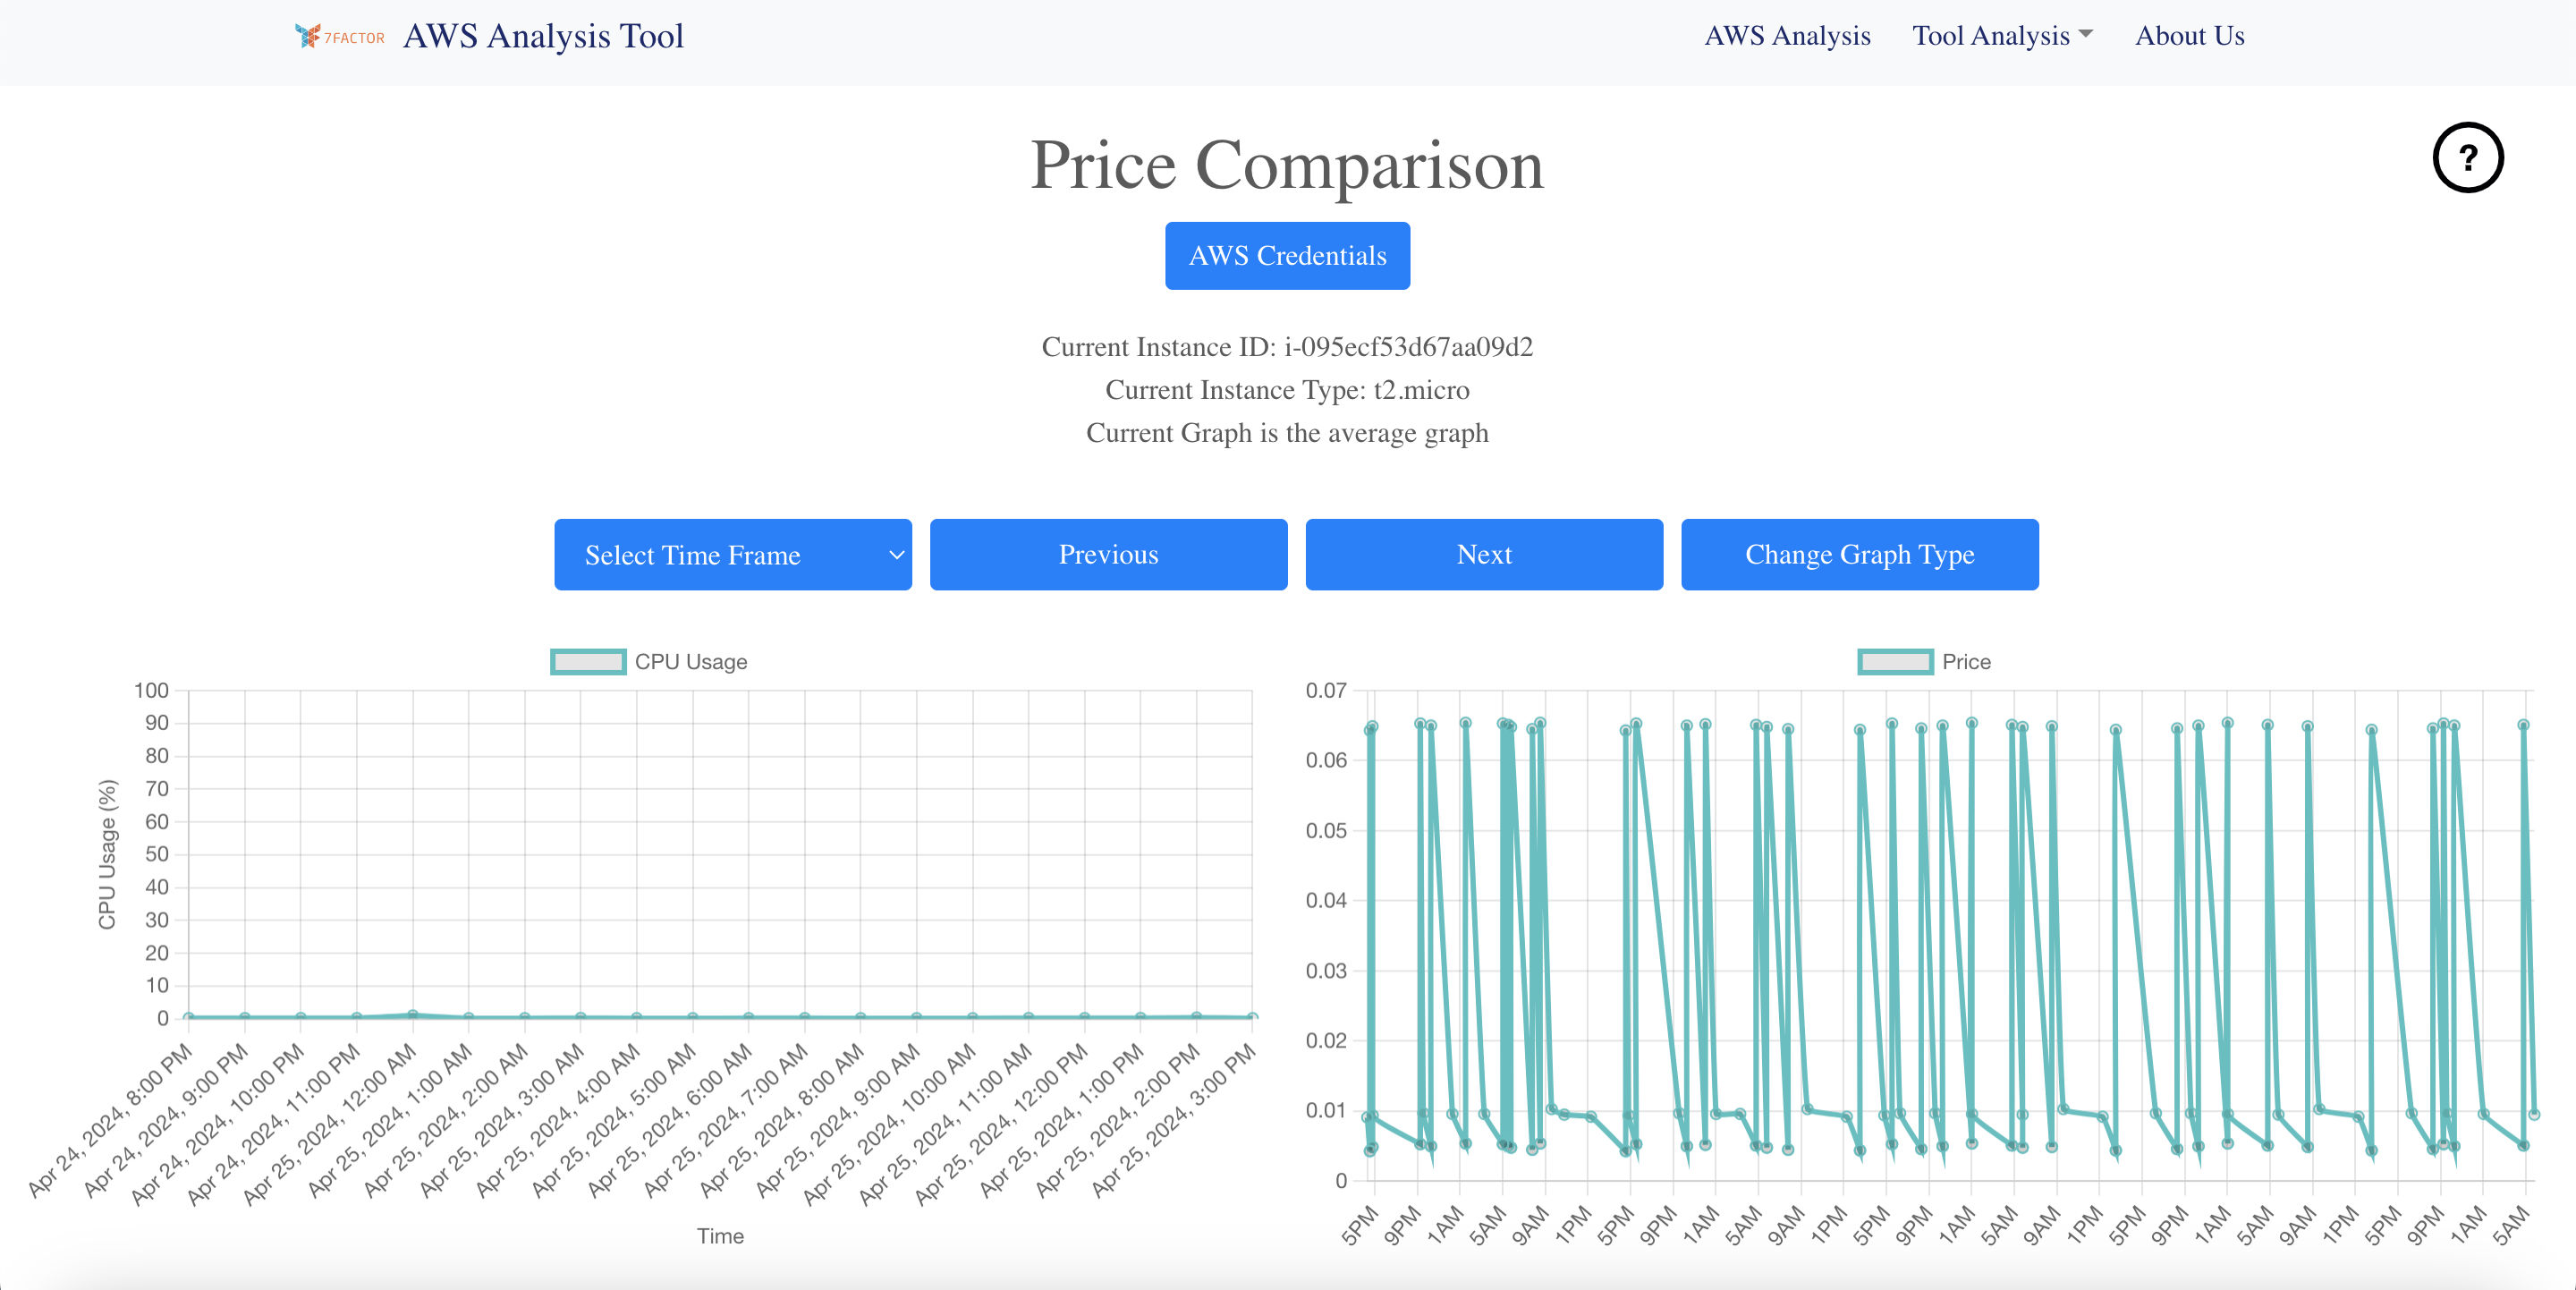 7FACTOR AWS Analysis Tool AWS Analysis Tool Analysis About Us
Price Comparison
?
AWS Credentials
Current Instance ID: i-095ecf53d67aa09d2
Current Instance Type: t2.micro
Current Graph is the average graph
Select Time Frame Previous Next Change Graph Type
CPU Usage
100
90
80
70
60
50
40
30
20
10
0
CPU Usage (%)
Apr 24, 2024, 8:00 PM
Apr 24, 2024, 9:00 PM
Apr 24, 2024, 10:00 PM
Apr 24, 2024, 11:00 PM
Apr 25, 2024, 12:00 AM
Apr 25, 2024, 1:00 AM
Apr 25, 2024, 2:00 AM
Apr 25, 2024, 3:00 AM
Apr 25, 2024, 4:00 AM
Apr 25, 2024, 5:00 AM
Apr 25, 2024, 6:00 AM
Apr 25, 2024, 7:00 AM
Apr 25, 2024, 8:00 AM
Apr 25, 2024, 9:00 AM
Apr 25, 2024, 10:00 AM
Apr 25, 2024, 11:00 AM
Apr 25, 2024, 12:00 PM
Apr 25, 2024, 1:00 PM
Apr 25, 2024, 2:00 PM
Apr 25, 2024, 3:00 PM
Time
Price
0.07
0.06
0.05
0.04
0.03
0.02
0.01
0
5PM
9PM
1AM
5AM
9AM
1PM
5PM
9PM
1AM
5AM
9AM
1PM
5PM
9PM
1AM
5AM
9AM
1PM
5PM
9PM
1AM
5AM
9AM
1PM
5PM
9PM
1AM
5AM